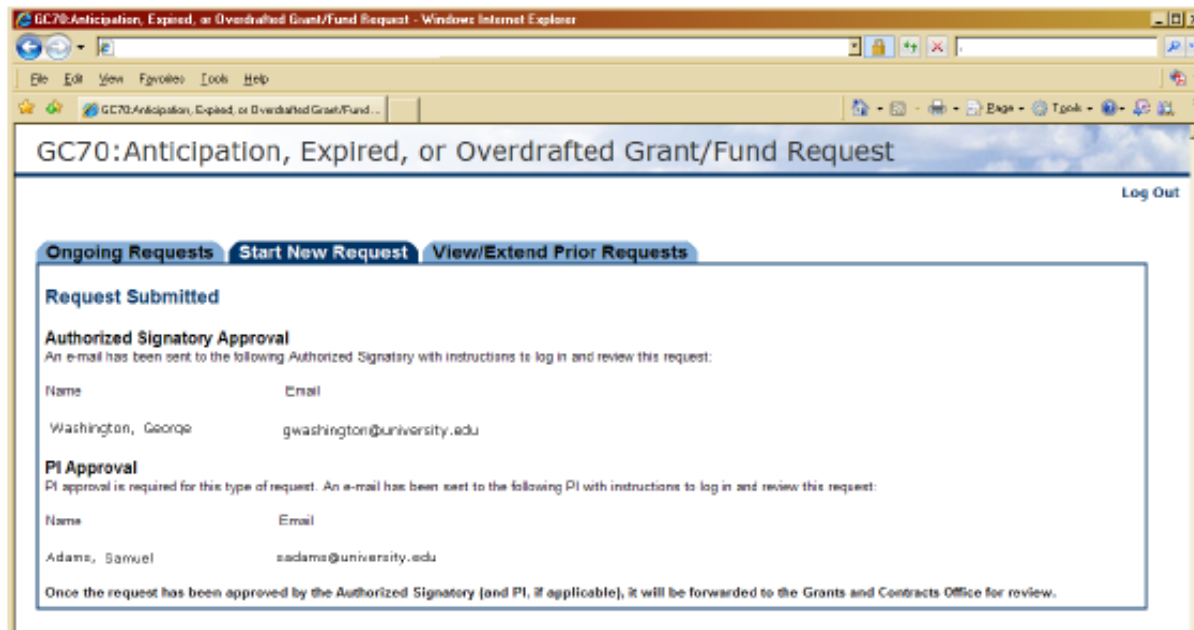 GC70:Anticipation, Expired, or Overdrafted Grant/Fund Request - Windows Internet Explorer
File Edit View Favorites Tools Help
GC70:Anticipation, Expired, or Overdrafted Grant/Fund... Page Tools
GC70:Anticipation, Expired, or Overdrafted Grant/Fund Request
Log Out
Ongoing Requests Start New Request View/Extend Prior Requests
Request Submitted
Authorized Signatory Approval
An e-mail has been sent to the following Authorized Signatory with instructions to log in and review this request:
Name Email
Washington, George gwashington@university.edu
PI Approval
PI approval is required for this type of request. An e-mail has been sent to the following PI with instructions to log in and review this request:
Name Email
Adams, Samuel sadams@university.edu
Once the request has been approved by the Authorized Signatory (and PI, if applicable), it will be forwarded to the Grants and Contracts Office for review.